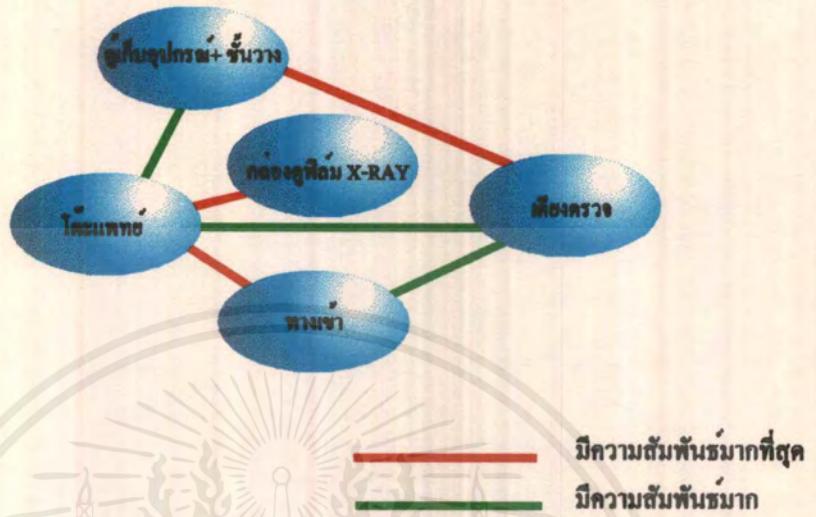 ตู้เก็บอุปกรณ์+ ชั้นวาง
กล่องดูฟิล์ม X-RAY
เตียงตรวจ
โต๊ะแพทย์
ทางเข้า
มีความสัมพันธ์มากที่สุด
มีความสัมพันธ์มาก